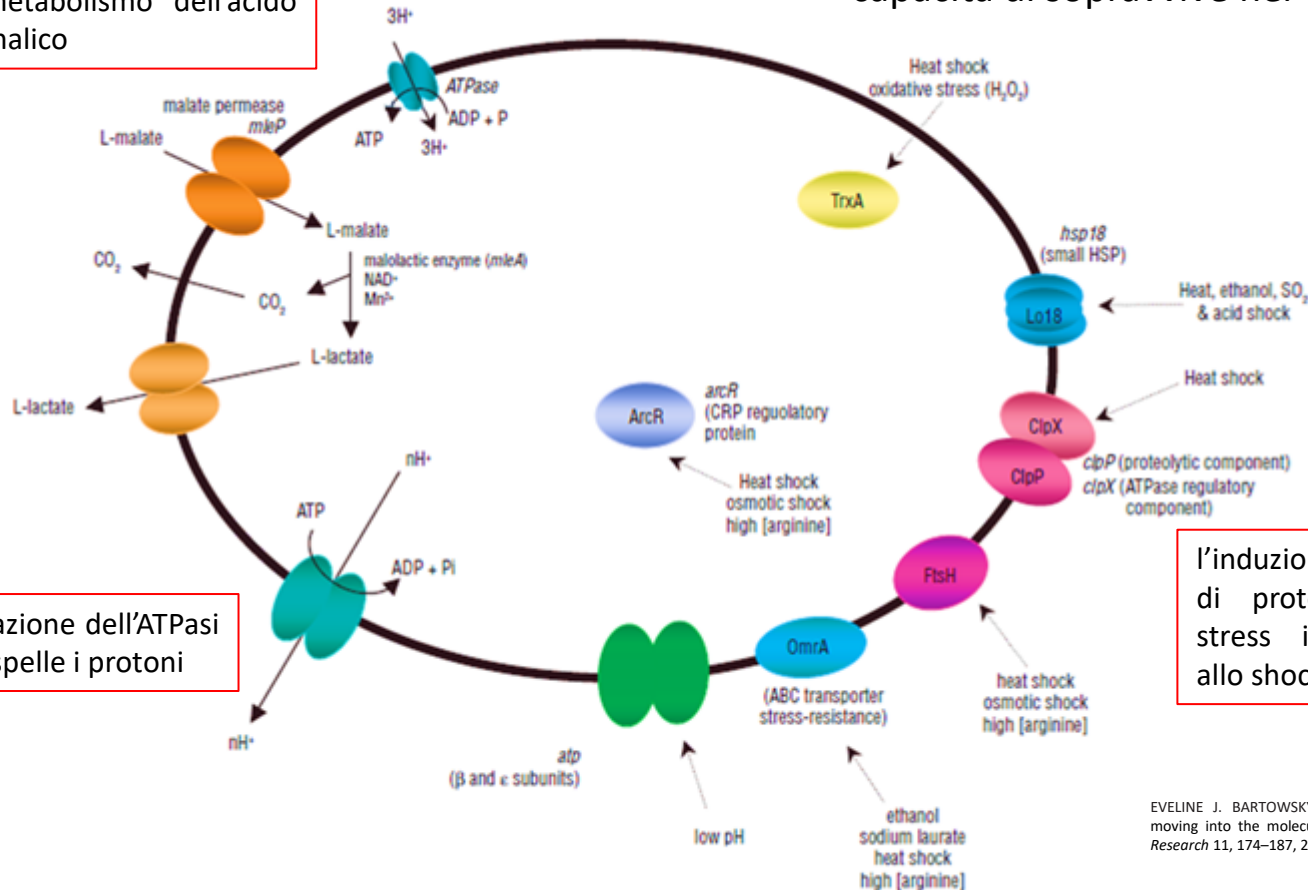 metabolismo dell'acido
malico
3H⁺
ATPase
ADP + P
ATP
3H⁺
malate permease
mleP
L-malate
L-malate
malolactic enzyme (mleA)
NAD⁺
Mn²⁺
CO₂
CO₂
L-lactate
L-lactate
Heat shock
oxidative stress (H₂O₂)
TrxA
hsp18
(small HSP)
Lo18
Heat, ethanol, SO₂
& acid shock
Heat shock
ClpX
ClpP
clpP (proteolytic component)
clpX (ATPase regulatory
component)
ArcR
arcR
(CRP reguolatory
protein
Heat shock
osmotic shock
high [arginine]
nH⁺
ATP
ADP + Pi
nH⁺
azione dell'ATPasi
spelle i protoni
FtsH
heat shock
osmotic shock
high [arginine]
OmrA
(ABC transporter
stress-resistance)
ethanol
sodium laurate
heat shock
high [arginine]
atp
(β and ε subunits)
low pH
l'induzio
di prot
stress i
allo shoc
EVELINE J. BARTOWSKY
moving into the molecu
Research 11, 174–187, 2